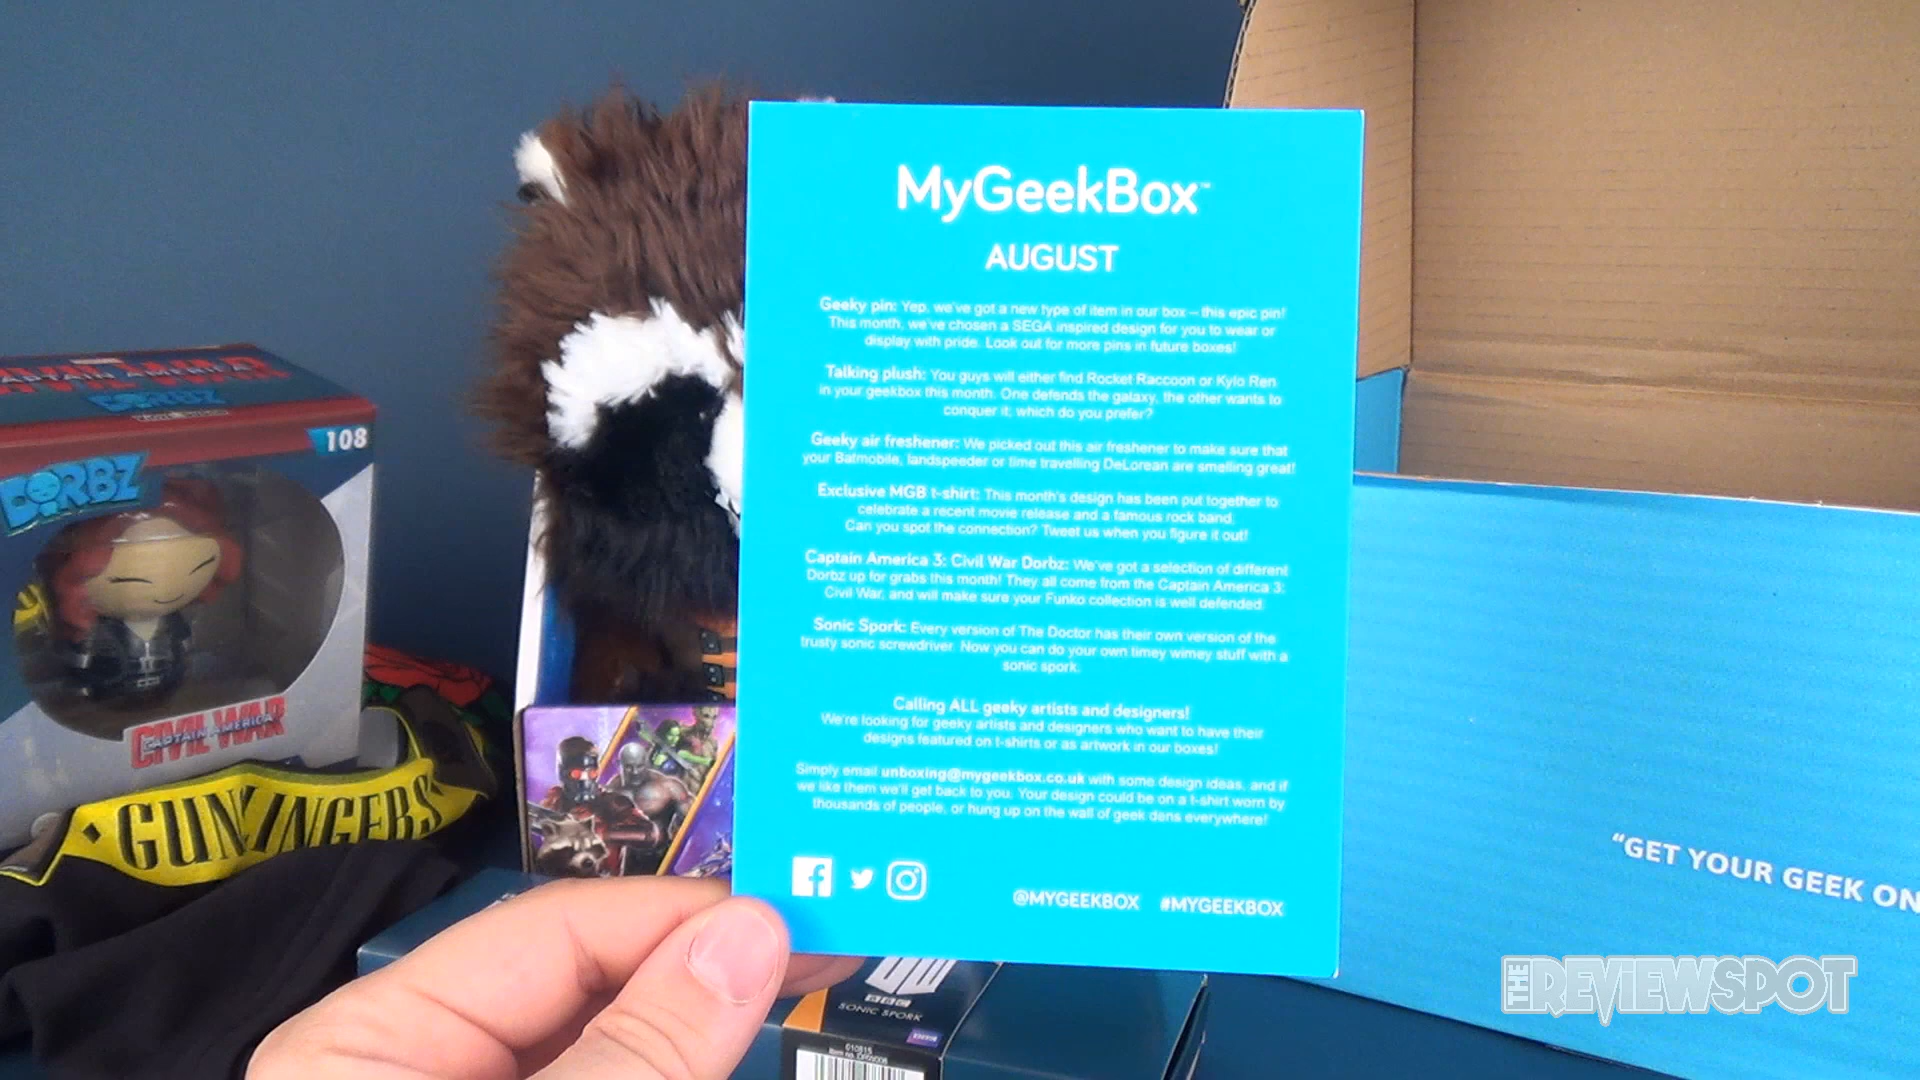 MyGeekBox™
AUGUST
Geeky pin: Yep, we've got a new type of item in our box – this epic pin!
This month, we've chosen a SEGA inspired design for you to wear or
display with pride. Look out for more pins in future boxes!
Talking plush: You guys will either find Rocket Raccoon or Kylo Ren
in your geekbox this month. One defends the galaxy, the other wants to
conquer it; which do you prefer?
Geeky air freshener: We picked out this air freshener to make sure that
your Batmobile, landspeeder or time travelling DeLorean are smelling great!
Exclusive MGB t-shirt: This month's design has been put together to
celebrate a recent movie release and a famous rock band.
Can you spot the connection? Tweet us when you figure it out!
Captain America 3: Civil War Dorbz: We've got a selection of different
Dorbz up for grabs this month! They all come from the Captain America 3:
Civil War, and will make sure your Funko collection is well defended.
Sonic Spork: Every version of The Doctor has their own version of the
trusty sonic screwdriver. Now you can do your own timey wimey stuff with a
sonic spork.
Calling ALL geeky artists and designers!
We're looking for geeky artists and designers who want to have their
designs featured on t-shirts or as artwork in our boxes!
Simply email unboxing@mygeekbox.co.uk with some design ideas, and if
we like them we'll get back to you. Your design could be on a t-shirt worn by
thousands of people, or hung up on the wall of geek dens everywhere!
@MYGEEKBOX #MYGEEKBOX
CAPTAIN AMERICA
CIVIL WAR
DORBZ
108
DORBZ
CAPTAIN AMERICA
CIVIL WAR
DW
BBC
SONIC SPORK
BBC
010815
"GET YOUR GEEK ON
THE REVIEWSPOT